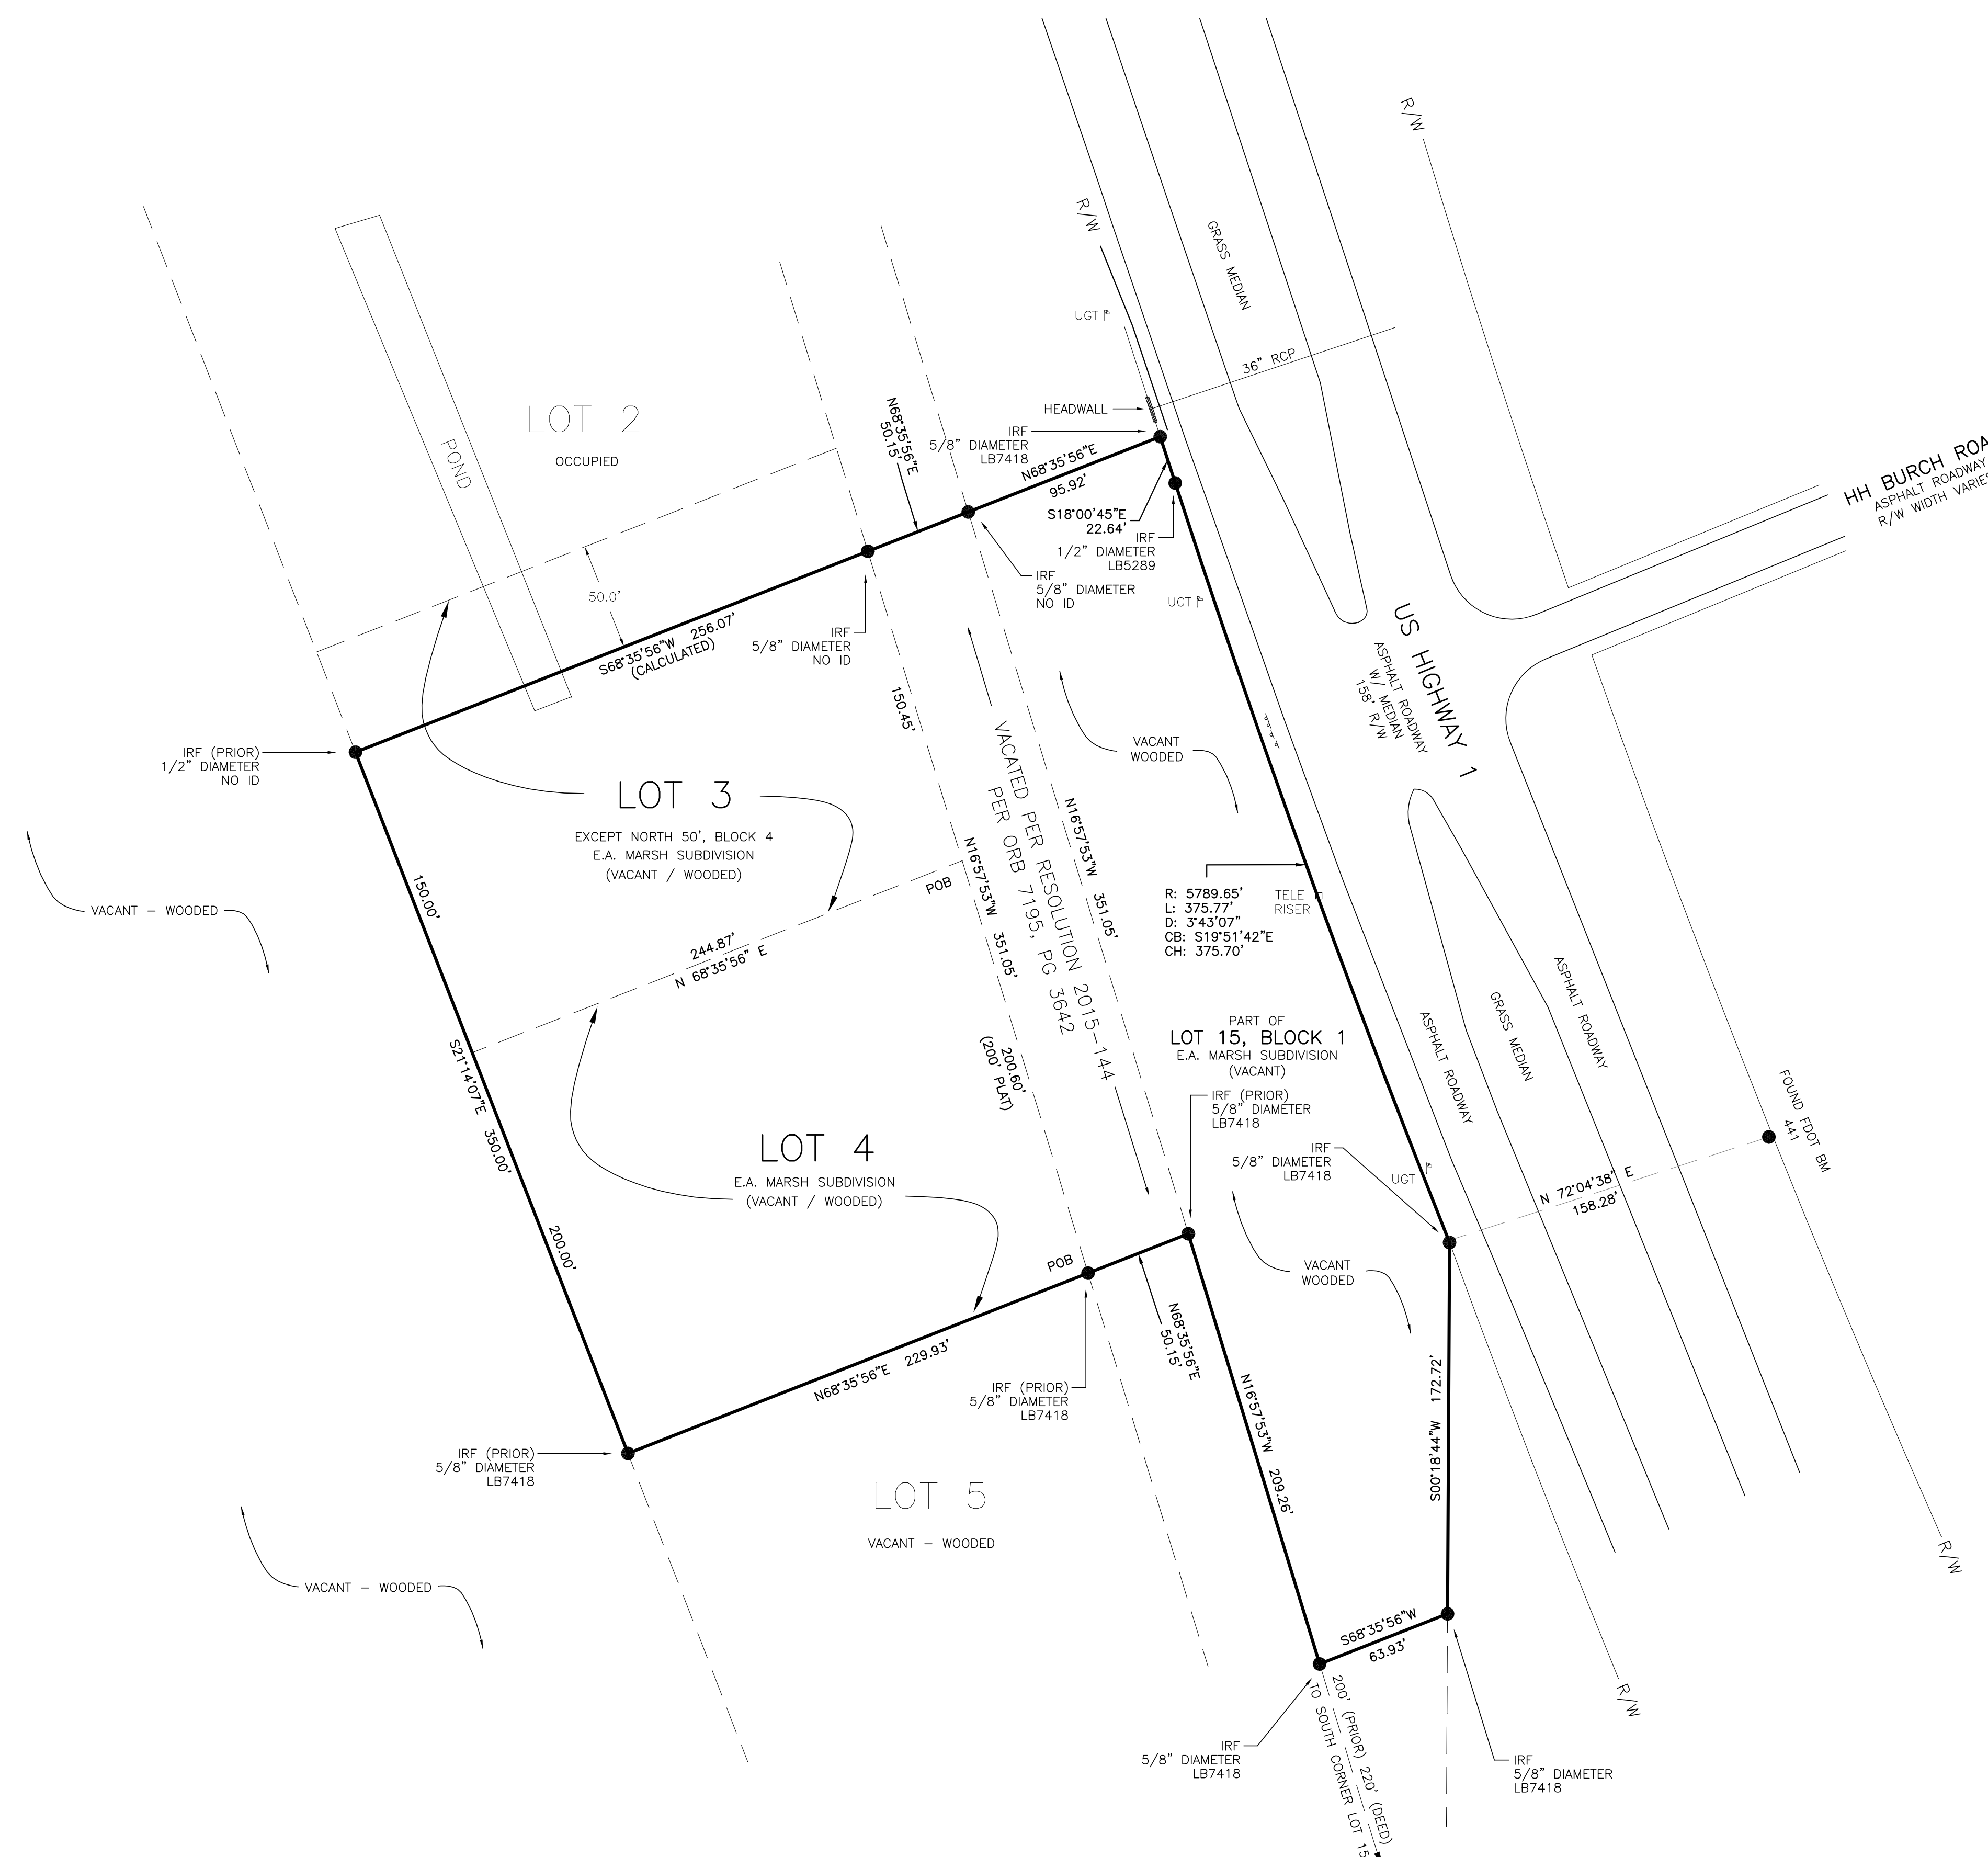 R/W
R/W
GRASS MEDIAN
UGT
36" RCP
HEADWALL
LOT 2
OCCUPIED
POND
N68°35'56"E
50.15'
IRF
5/8" DIAMETER
LB7418
N68°35'56"E
95.92'
S18°00'45"E
22.64'
IRF
1/2" DIAMETER
LB5289
HH BURCH ROA
ASPHALT ROADWAY
R/W WIDTH VARIES
IRF
5/8" DIAMETER
NO ID
UGT
50.0'
S68°35'56"W 256.07'
(CALCULATED)
IRF
5/8" DIAMETER
NO ID
US HIGHWAY 1
ASPHALT ROADWAY
W/ MEDIAN
158' R/W
150.45'
IRF (PRIOR)
1/2" DIAMETER
NO ID
VACANT
WOODED
VACATED PER RESOLUTION 2015-144
PER ORB 7195, PG 3642
LOT 3
EXCEPT NORTH 50', BLOCK 4
E.A. MARSH SUBDIVISION
(VACANT / WOODED)
N16°57'53"W 351.05'
N16°57'53"W 351.05'
150.00'
POB
VACANT - WOODED
R: 5789.65'
L: 375.77'
D: 3°43'07"
CB: S19°51'42"E
CH: 375.70'
TELE
RISER
244.87'
N 68°35'56" E
ASPHALT ROADWAY
GRASS MEDIAN
ASPHALT ROADWAY
PART OF
LOT 15, BLOCK 1
E.A. MARSH SUBDIVISION
(VACANT)
S21°14'07"E 350.00'
200.60'
(200' PLAT)
IRF (PRIOR)
5/8" DIAMETER
LB7418
FOUND FDOT BM
441
LOT 4
E.A. MARSH SUBDIVISION
(VACANT / WOODED)
IRF
5/8" DIAMETER
LB7418
UGT
N 72°04'38" E
158.28'
200.00'
POB
VACANT
WOODED
N68°35'56"E
50.15'
N68°35'56"E 229.93'
IRF (PRIOR)
5/8" DIAMETER
LB7418
N16°57'53"W 209.26'
S00°18'44"W 172.72'
IRF (PRIOR)
5/8" DIAMETER
LB7418
LOT 5
VACANT - WOODED
R/W
VACANT - WOODED
S68°35'56"W
63.93'
R/W
200' (PRIOR) 220' (DEED)
TO SOUTH CORNER LOT 15
IRF
5/8" DIAMETER
LB7418
IRF
5/8" DIAMETER
LB7418